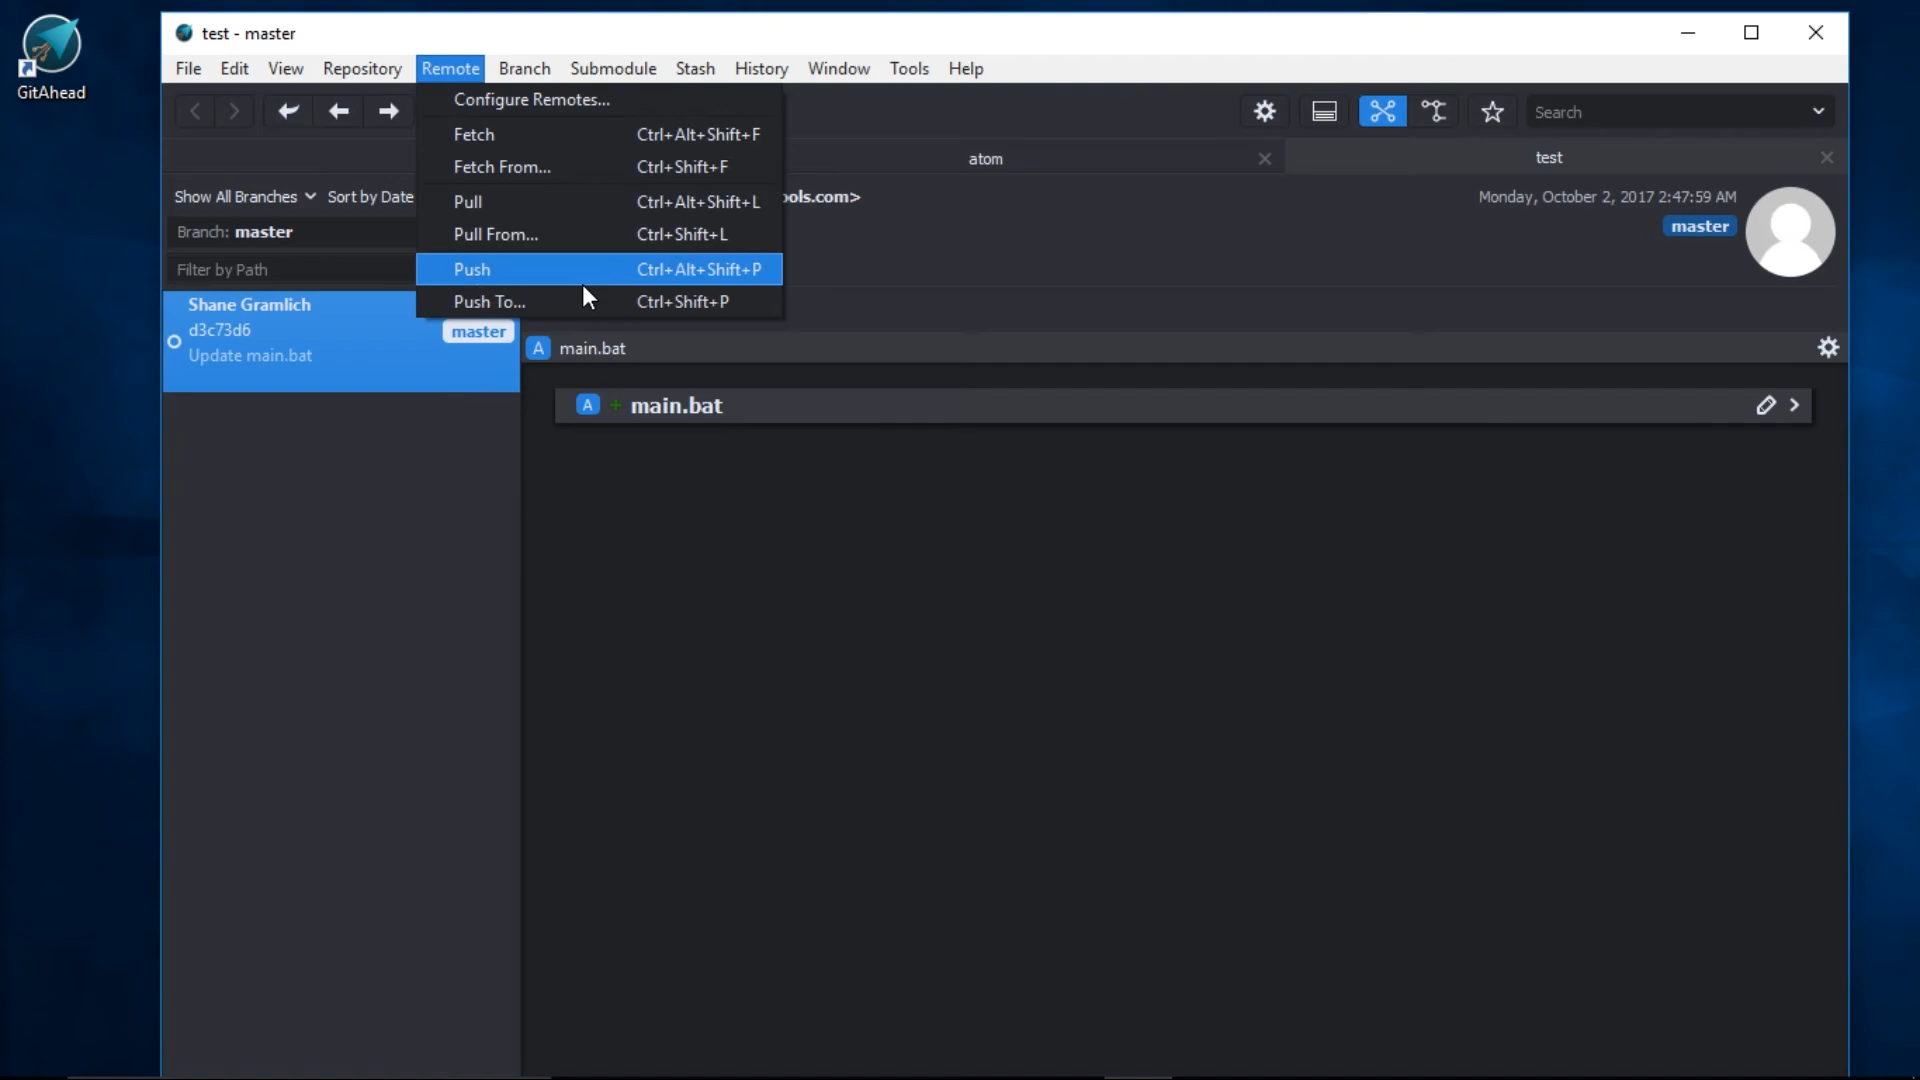 GitAhead
test - master
File Edit View Repository Remote Branch Submodule Stash History Window Tools Help
Search
Configure Remotes...
Fetch Ctrl+Alt+Shift+F
Fetch From... Ctrl+Shift+F
Pull Ctrl+Alt+Shift+L
Pull From... Ctrl+Shift+L
Push Ctrl+Alt+Shift+P
Push To... Ctrl+Shift+P
atom
test
Show All Branches Sort by Date
Branch: master
Filter by Path
Shane Gramlich
d3c73d6
master
Update main.bat
ools.com>
Monday, October 2, 2017 2:47:59 AM
master
A main.bat
A + main.bat